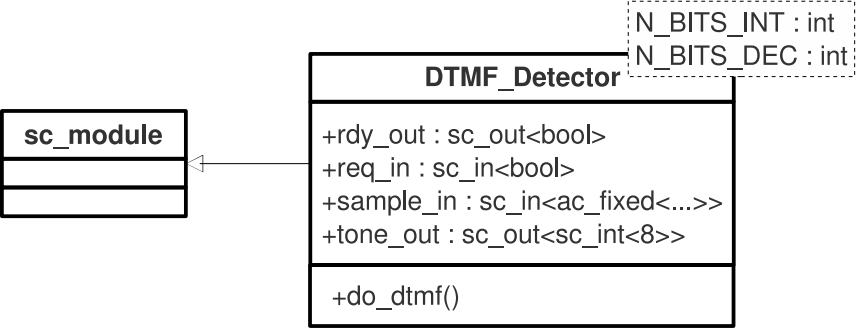 N_BITS_INT : int
N_BITS_DEC : int
DTMF_Detector
sc_module
+rdy_out : sc_out<bool>
+req_in : sc_in<bool>
+sample_in : sc_in<ac_fixed<...>>
+tone_out : sc_out<sc_int<8>>
+do_dtmf()